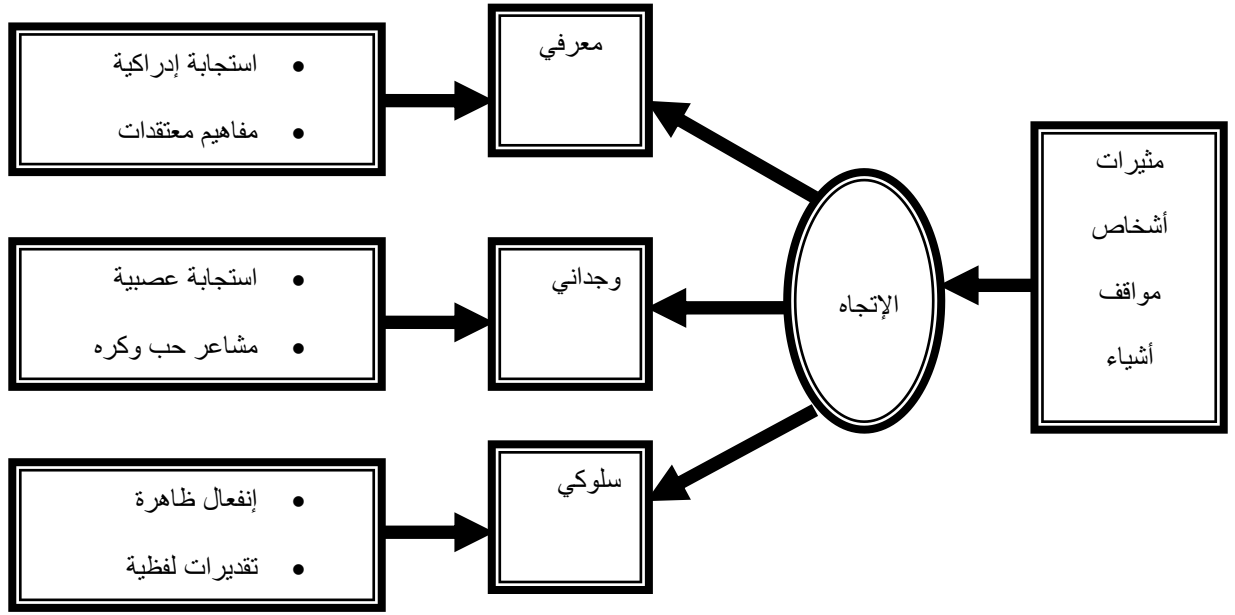 مثيرات
أشخاص
مواقف
أشياء
الإتجاه
معرفي
وجداني
سلوكي
• استجابة إدراكية
• مفاهيم معتقدات
• استجابة عصبية
• مشاعر حب وكره
• إنفعال ظاهرة
• تقديرات لفظية